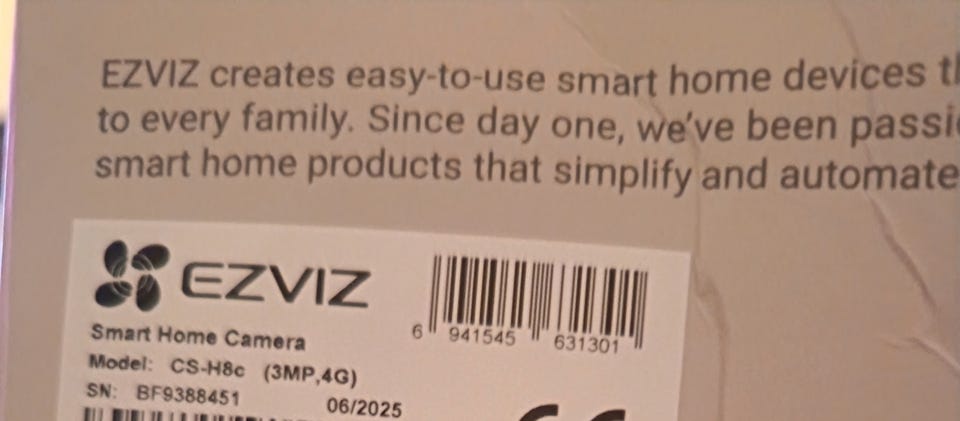 EZVIZ creates easy-to-use smart home devices
to every family. Since day one, we've been
smart home products that simplify and automate
EZVIZ
6 941545 631301
Smart Home Camera
Model: CS-H8c (3MP,4G)
SN: BF9388451
06/2025
CE